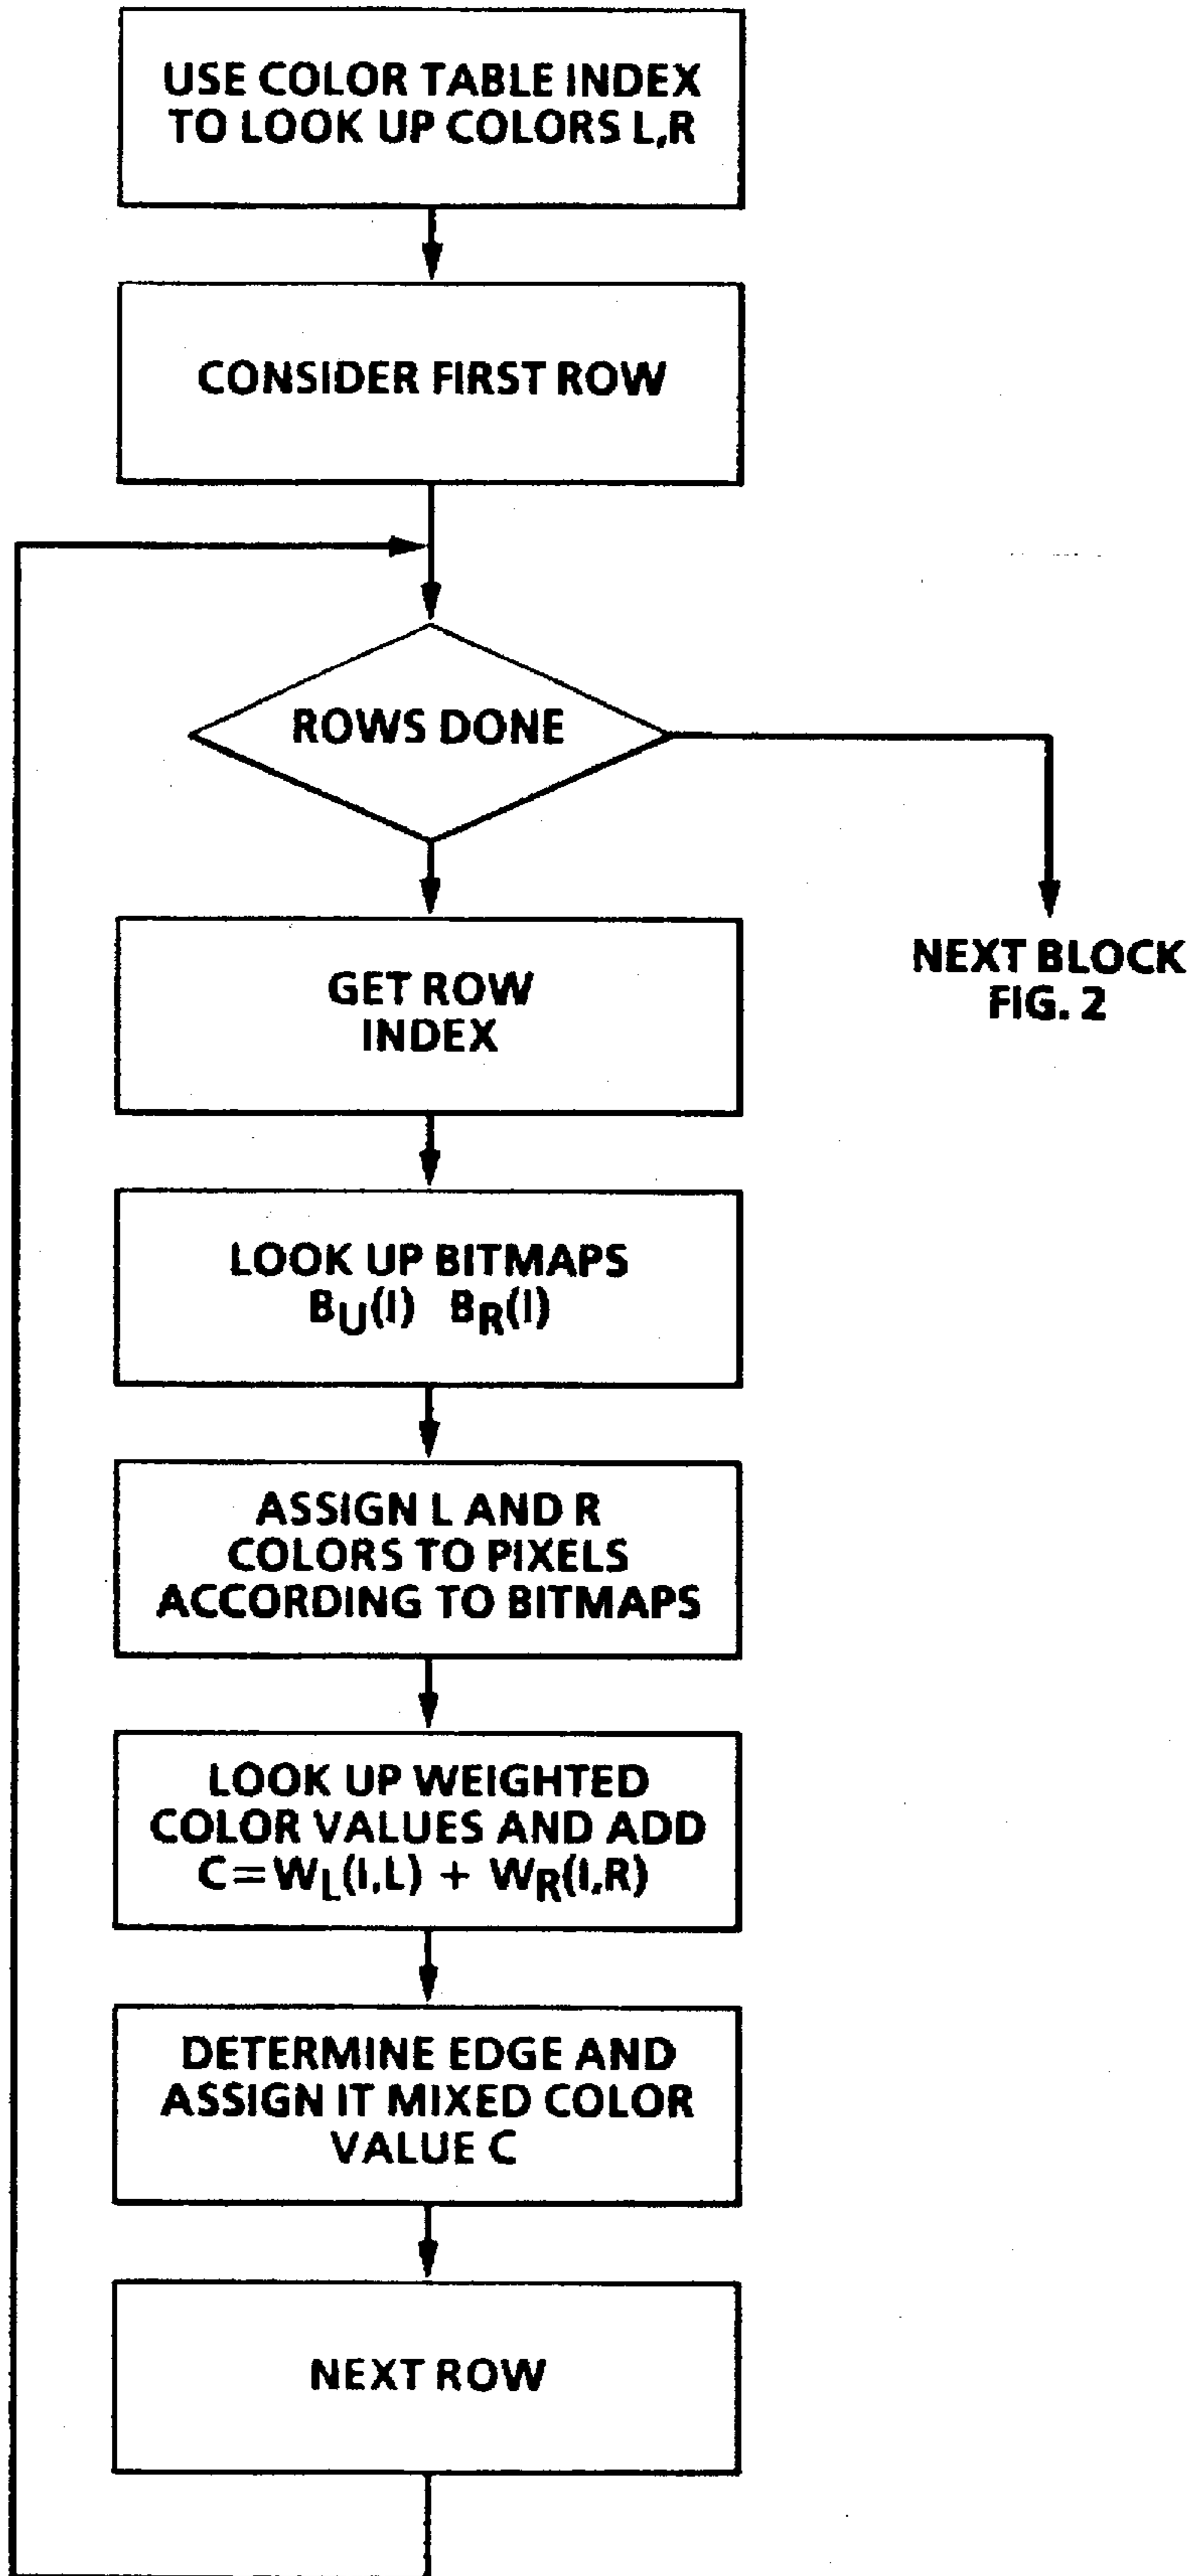 USE COLOR TABLE INDEX
TO LOOK UP COLORS L,R
CONSIDER FIRST ROW
ROWS DONE
NEXT BLOCK
FIG. 2
GET ROW
INDEX
LOOK UP BITMAPS
BU(I) BR(I)
ASSIGN L AND R
COLORS TO PIXELS
ACCORDING TO BITMAPS
LOOK UP WEIGHTED
COLOR VALUES AND ADD
C=WL(I,L) + WR(I,R)
DETERMINE EDGE AND
ASSIGN IT MIXED COLOR
VALUE C
NEXT ROW